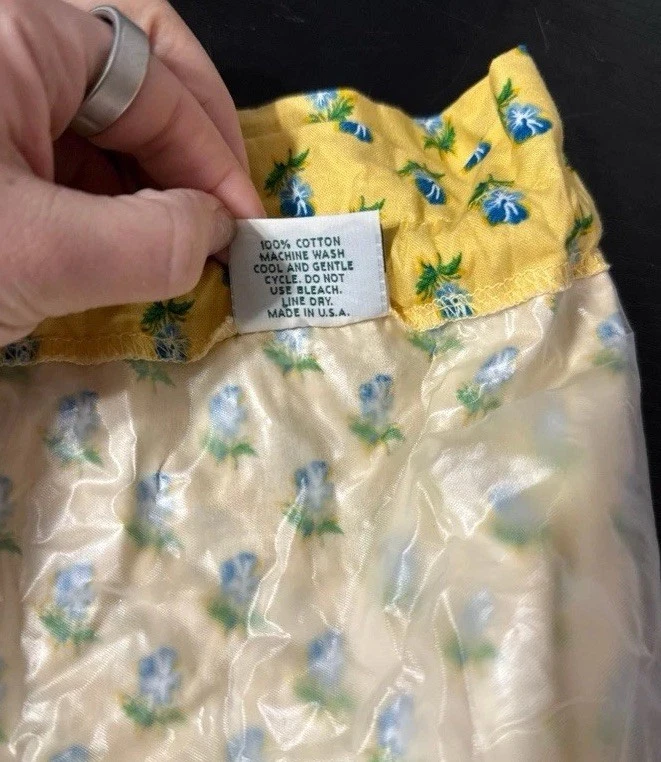 100% COTTON
MACHINE WASH
COOL AND GENTLE
CYCLE. DO NOT
USE BLEACH.
LINE DRY.
MADE IN U.S.A.